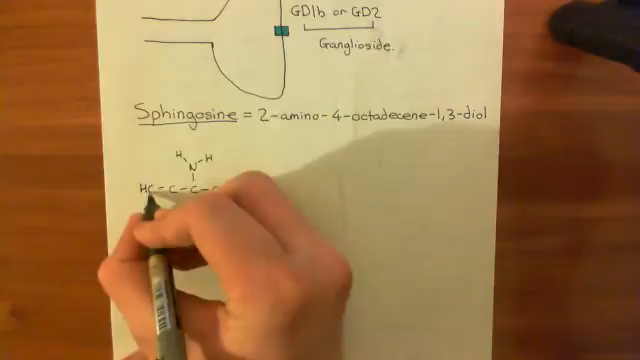 GD1b or GD2
Ganglioside.
Sphingosine = 2-amino-4-octadecene-1,3-diol
H H
N
HC-C-C-C